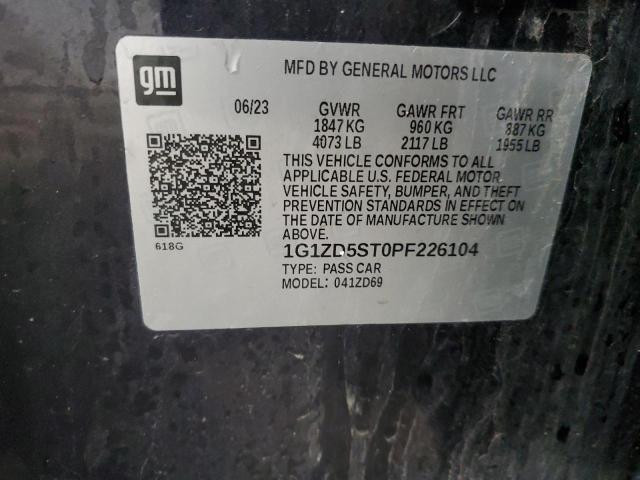 gm
MFD BY GENERAL MOTORS LLC
06/23 GVWR GAWR FRT GAWR RR
1847 KG 960 KG 887 KG
4073 LB 2117 LB 1955 LB
THIS VEHICLE CONFORMS TO ALL
APPLICABLE U.S. FEDERAL MOTOR
VEHICLE SAFETY, BUMPER, AND THEFT
PREVENTION STANDARDS IN EFFECT ON
THE DATE OF MANUFACTURE SHOWN
ABOVE.
618G
1G1ZD5ST0PF226104
TYPE: PASS CAR
MODEL: 041ZD69